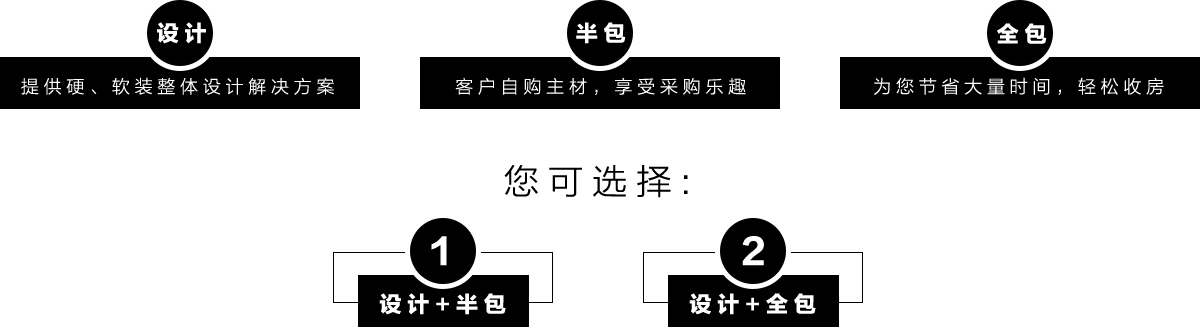 设计
半包
全包
提供硬、软装整体设计解决方案
客户自购主材，享受采购乐趣
为您节省大量时间，轻松收房
您可选择:
1
2
设计+半包
设计+全包